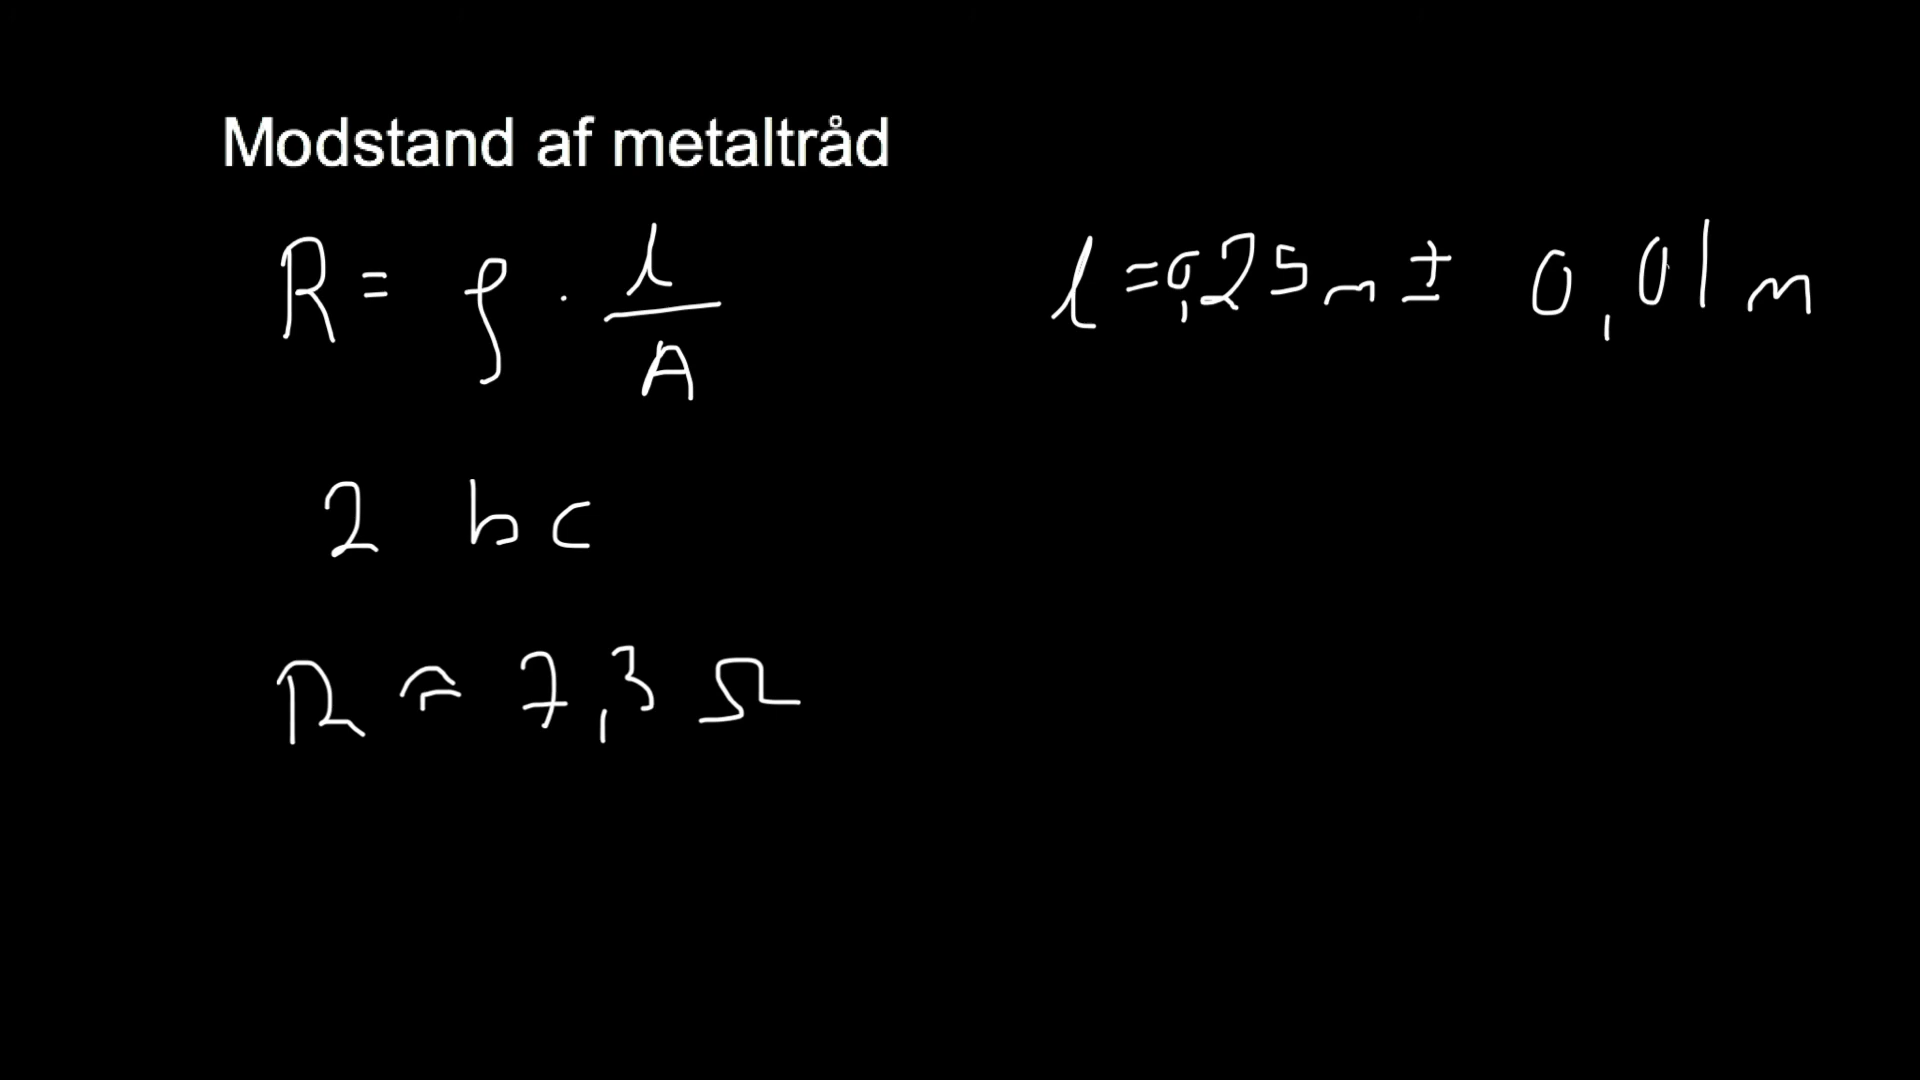 Modstand af metaltråd
R = ρ · l/A
l = 0,25 m ± 0,01 m
2 bc
R ≈ 7,3 Ω